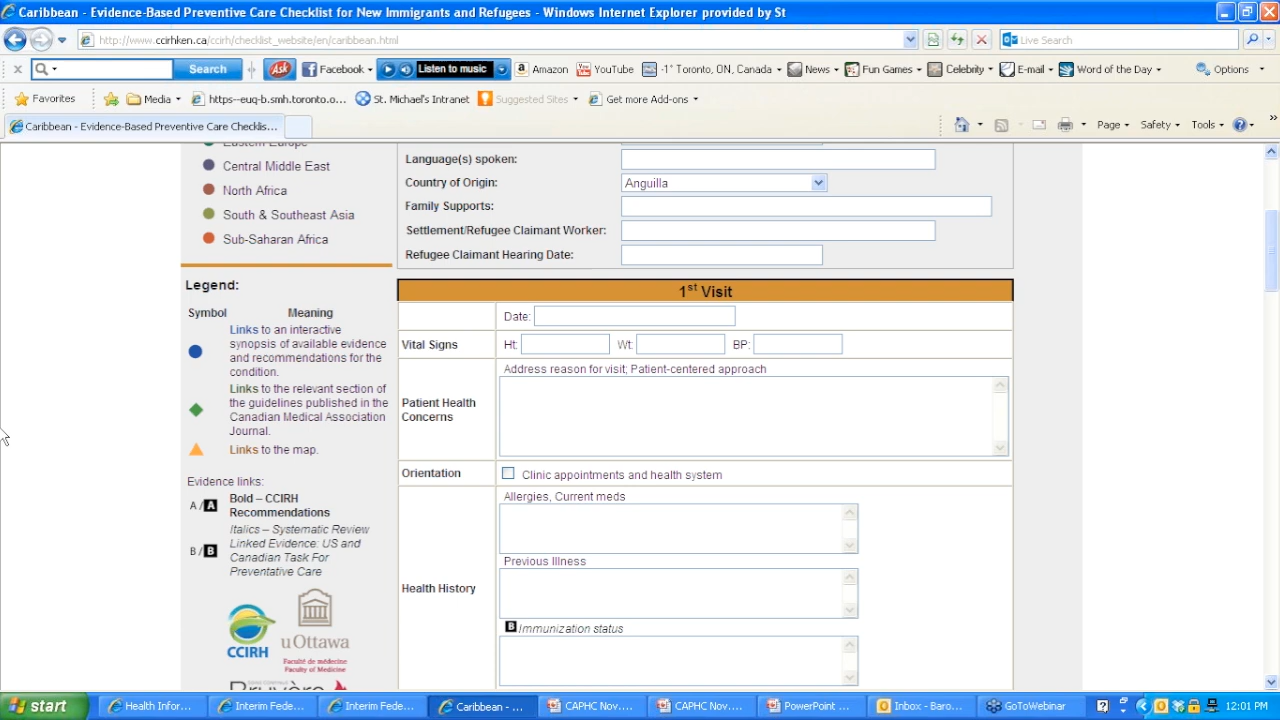 Caribbean - Evidence-Based Preventive Care Checklist for New Immigrants and Refugees - Windows Internet Explorer provided by St
http://www.ccirhken.ca/ccirh/checklist_website/en/caribbean.html
Live Search
x
Search
Ask
Facebook
Listen to music
Amazon
YouTube
-1° Toronto, ON, Canada
News
Fun Games
Celebrity
E-mail
Word of the Day
Options
Favorites
Media
https--euq-b.smh.toronto.o...
St. Michael's Intranet
Suggested Sites
Get more Add-ons
Caribbean - Evidence-Based Preventive Care Checklis...
Page
Safety
Tools
»
Eastern Europe
Central Middle East
North Africa
South & Southeast Asia
Sub-Saharan Africa
Legend:
Symbol Meaning
Links to an interactive
synopsis of available evidence
and recommendations for the
condition.
Links to the relevant section of
the guidelines published in the
Canadian Medical Association
Journal.
Links to the map.
Evidence links:
A / A Bold – CCIRH
Recommendations
B / B Italics – Systematic Review
Linked Evidence: US and
Canadian Task For
Preventative Care
CCIRH
uOttawa
Faculté de médecine
Faculty of Medicine
Bruyère
Language(s) spoken:
Country of Origin: Anguilla
Family Supports:
Settlement/Refugee Claimant Worker:
Refugee Claimant Hearing Date:
1st Visit
Date:
Vital Signs Ht: Wt: BP:
Address reason for visit; Patient-centered approach
Patient Health
Concerns
Orientation Clinic appointments and health system
Allergies, Current meds
Previous Illness
Health History
B Immunization status
start
Health Infor...
Interim Fede...
Interim Fede...
Caribbean - ...
CAPHC Nov....
CAPHC Nov....
PowerPoint ...
Inbox - Baro...
GoToWebinar
12:01 PM